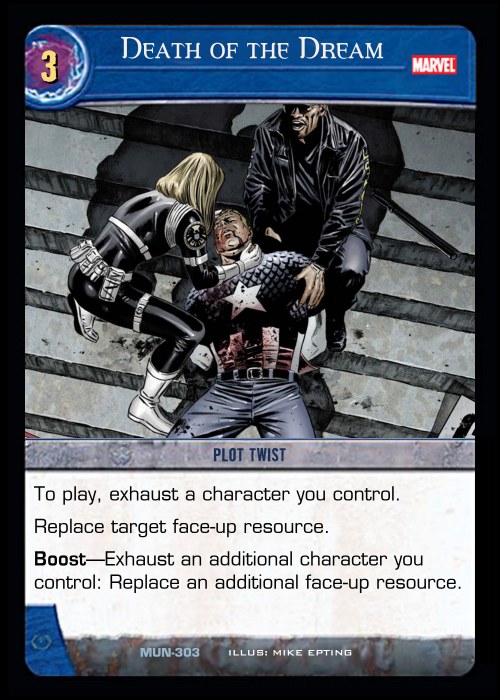 3
DEATH OF THE DREAM
MARVEL
PLOT TWIST
To play, exhaust a character you control.
Replace target face-up resource.
Boost—Exhaust an additional character you
control: Replace an additional face-up resource.
MUN-303 ILLUS: MIKE EPTING